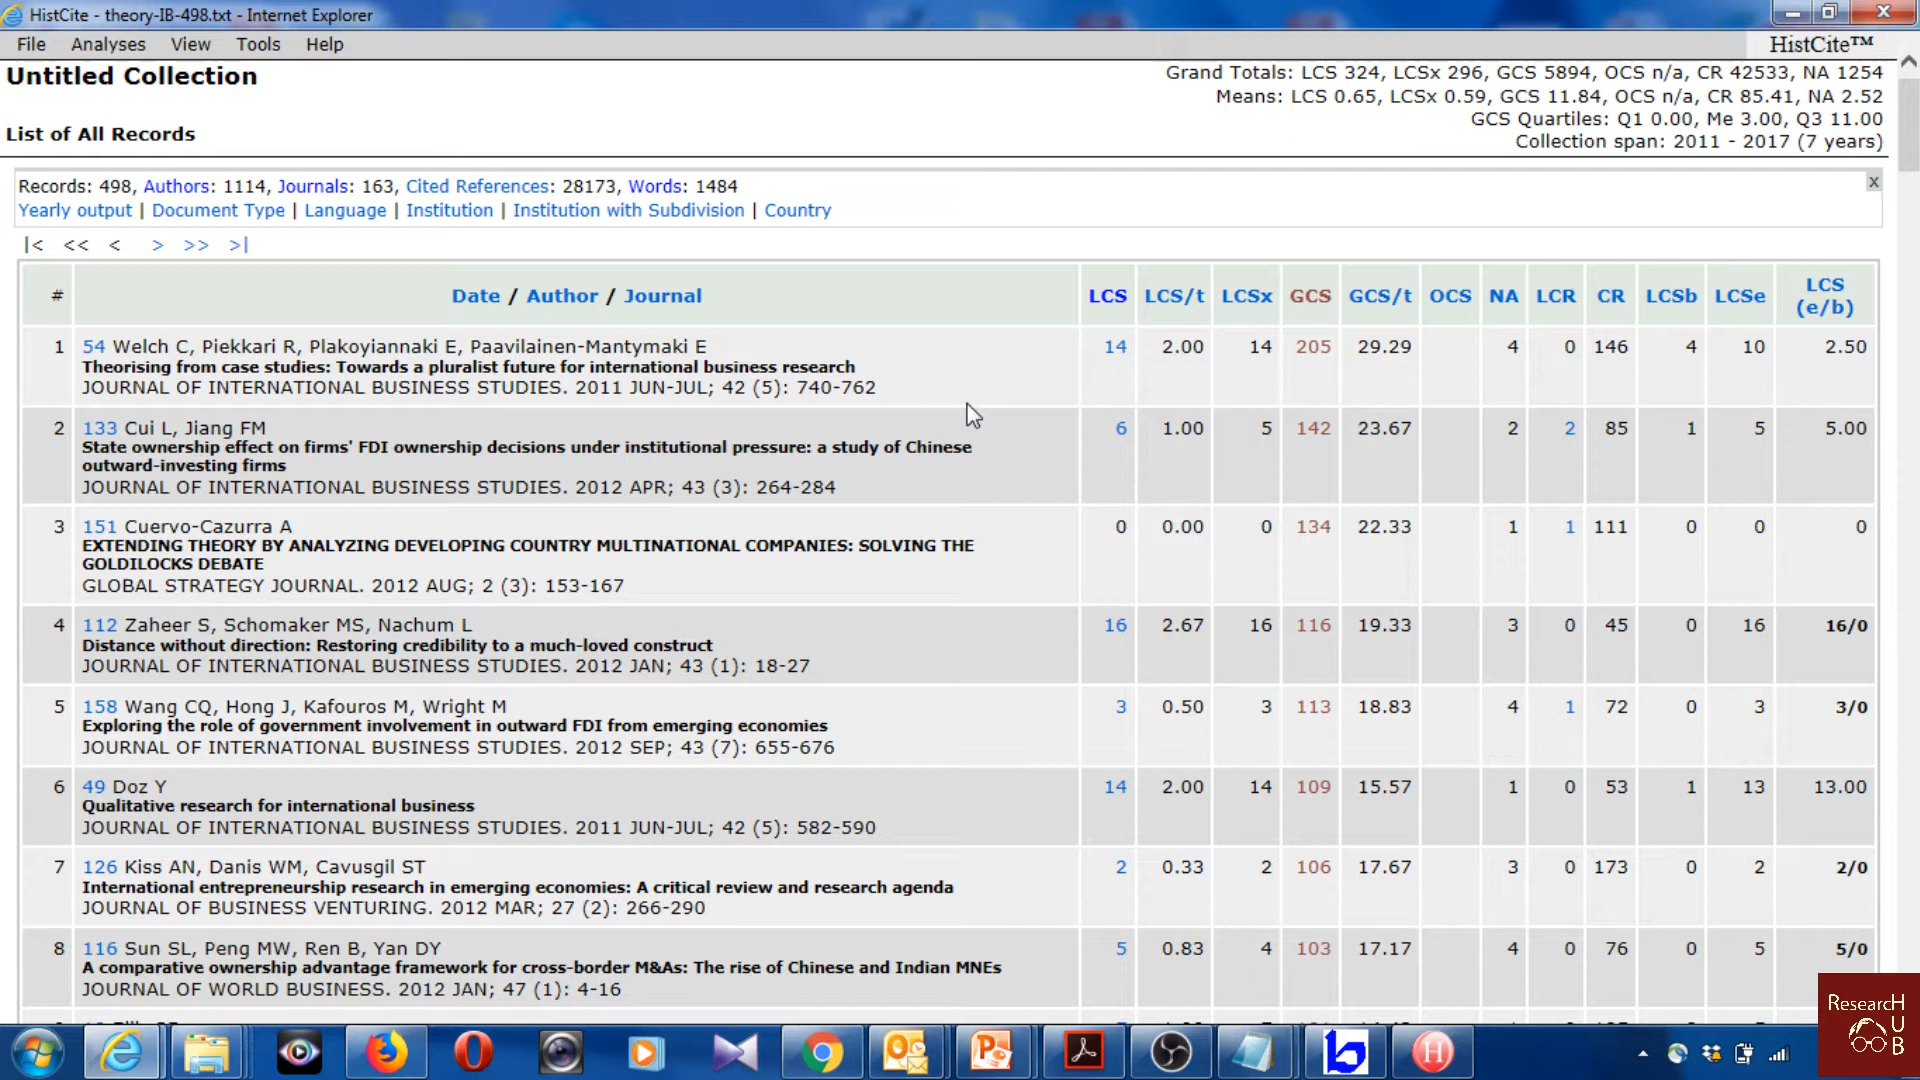 HistCite - theory-IB-498.txt - Internet Explorer
File Analyses View Tools Help HistCite™
Untitled Collection
Grand Totals: LCS 324, LCSx 296, GCS 5894, OCS n/a, CR 42533, NA 1254
Means: LCS 0.65, LCSx 0.59, GCS 11.84, OCS n/a, CR 85.41, NA 2.52
GCS Quartiles: Q1 0.00, Me 3.00, Q3 11.00
List of All Records
Collection span: 2011 - 2017 (7 years)
Records: 498, Authors: 1114, Journals: 163, Cited References: 28173, Words: 1484 x
Yearly output | Document Type | Language | Institution | Institution with Subdivision | Country
|< << < > >> >|
# Date / Author / Journal LCS LCS/t LCSx GCS GCS/t OCS NA LCR CR LCSb LCSe LCS (e/b)
1 54 Welch C, Piekkari R, Plakoyiannaki E, Paavilainen-Mantymaki E 14 2.00 14 205 29.29 4 0 146 4 10 2.50
Theorising from case studies: Towards a pluralist future for international business research
JOURNAL OF INTERNATIONAL BUSINESS STUDIES. 2011 JUN-JUL; 42 (5): 740-762
2 133 Cui L, Jiang FM 6 1.00 5 142 23.67 2 2 85 1 5 5.00
State ownership effect on firms' FDI ownership decisions under institutional pressure: a study of Chinese
outward-investing firms
JOURNAL OF INTERNATIONAL BUSINESS STUDIES. 2012 APR; 43 (3): 264-284
3 151 Cuervo-Cazurra A 0 0.00 0 134 22.33 1 1 111 0 0 0
EXTENDING THEORY BY ANALYZING DEVELOPING COUNTRY MULTINATIONAL COMPANIES: SOLVING THE
GOLDILOCKS DEBATE
GLOBAL STRATEGY JOURNAL. 2012 AUG; 2 (3): 153-167
4 112 Zaheer S, Schomaker MS, Nachum L 16 2.67 16 116 19.33 3 0 45 0 16 16/0
Distance without direction: Restoring credibility to a much-loved construct
JOURNAL OF INTERNATIONAL BUSINESS STUDIES. 2012 JAN; 43 (1): 18-27
5 158 Wang CQ, Hong J, Kafouros M, Wright M 3 0.50 3 113 18.83 4 1 72 0 3 3/0
Exploring the role of government involvement in outward FDI from emerging economies
JOURNAL OF INTERNATIONAL BUSINESS STUDIES. 2012 SEP; 43 (7): 655-676
6 49 Doz Y 14 2.00 14 109 15.57 1 0 53 1 13 13.00
Qualitative research for international business
JOURNAL OF INTERNATIONAL BUSINESS STUDIES. 2011 JUN-JUL; 42 (5): 582-590
7 126 Kiss AN, Danis WM, Cavusgil ST 2 0.33 2 106 17.67 3 0 173 0 2 2/0
International entrepreneurship research in emerging economies: A critical review and research agenda
JOURNAL OF BUSINESS VENTURING. 2012 MAR; 27 (2): 266-290
8 116 Sun SL, Peng MW, Ren B, Yan DY 5 0.83 4 103 17.17 4 0 76 0 5 5/0
A comparative ownership advantage framework for cross-border M&As: The rise of Chinese and Indian MNEs
JOURNAL OF WORLD BUSINESS. 2012 JAN; 47 (1): 4-16
ResearcH
U
B